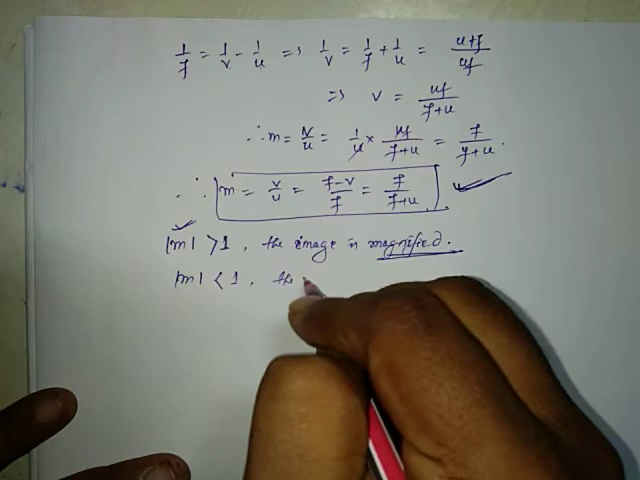 1/f = 1/v - 1/u => 1/v = 1/f + 1/u = u+f/uf
=> v = uf/f+u
∴ m = v/u = 1/u × uf/f+u = f/f+u.
∴ m = v/u = f-v/f = f/f+u
|m| > 1, the image is magnified.
|m| < 1, the